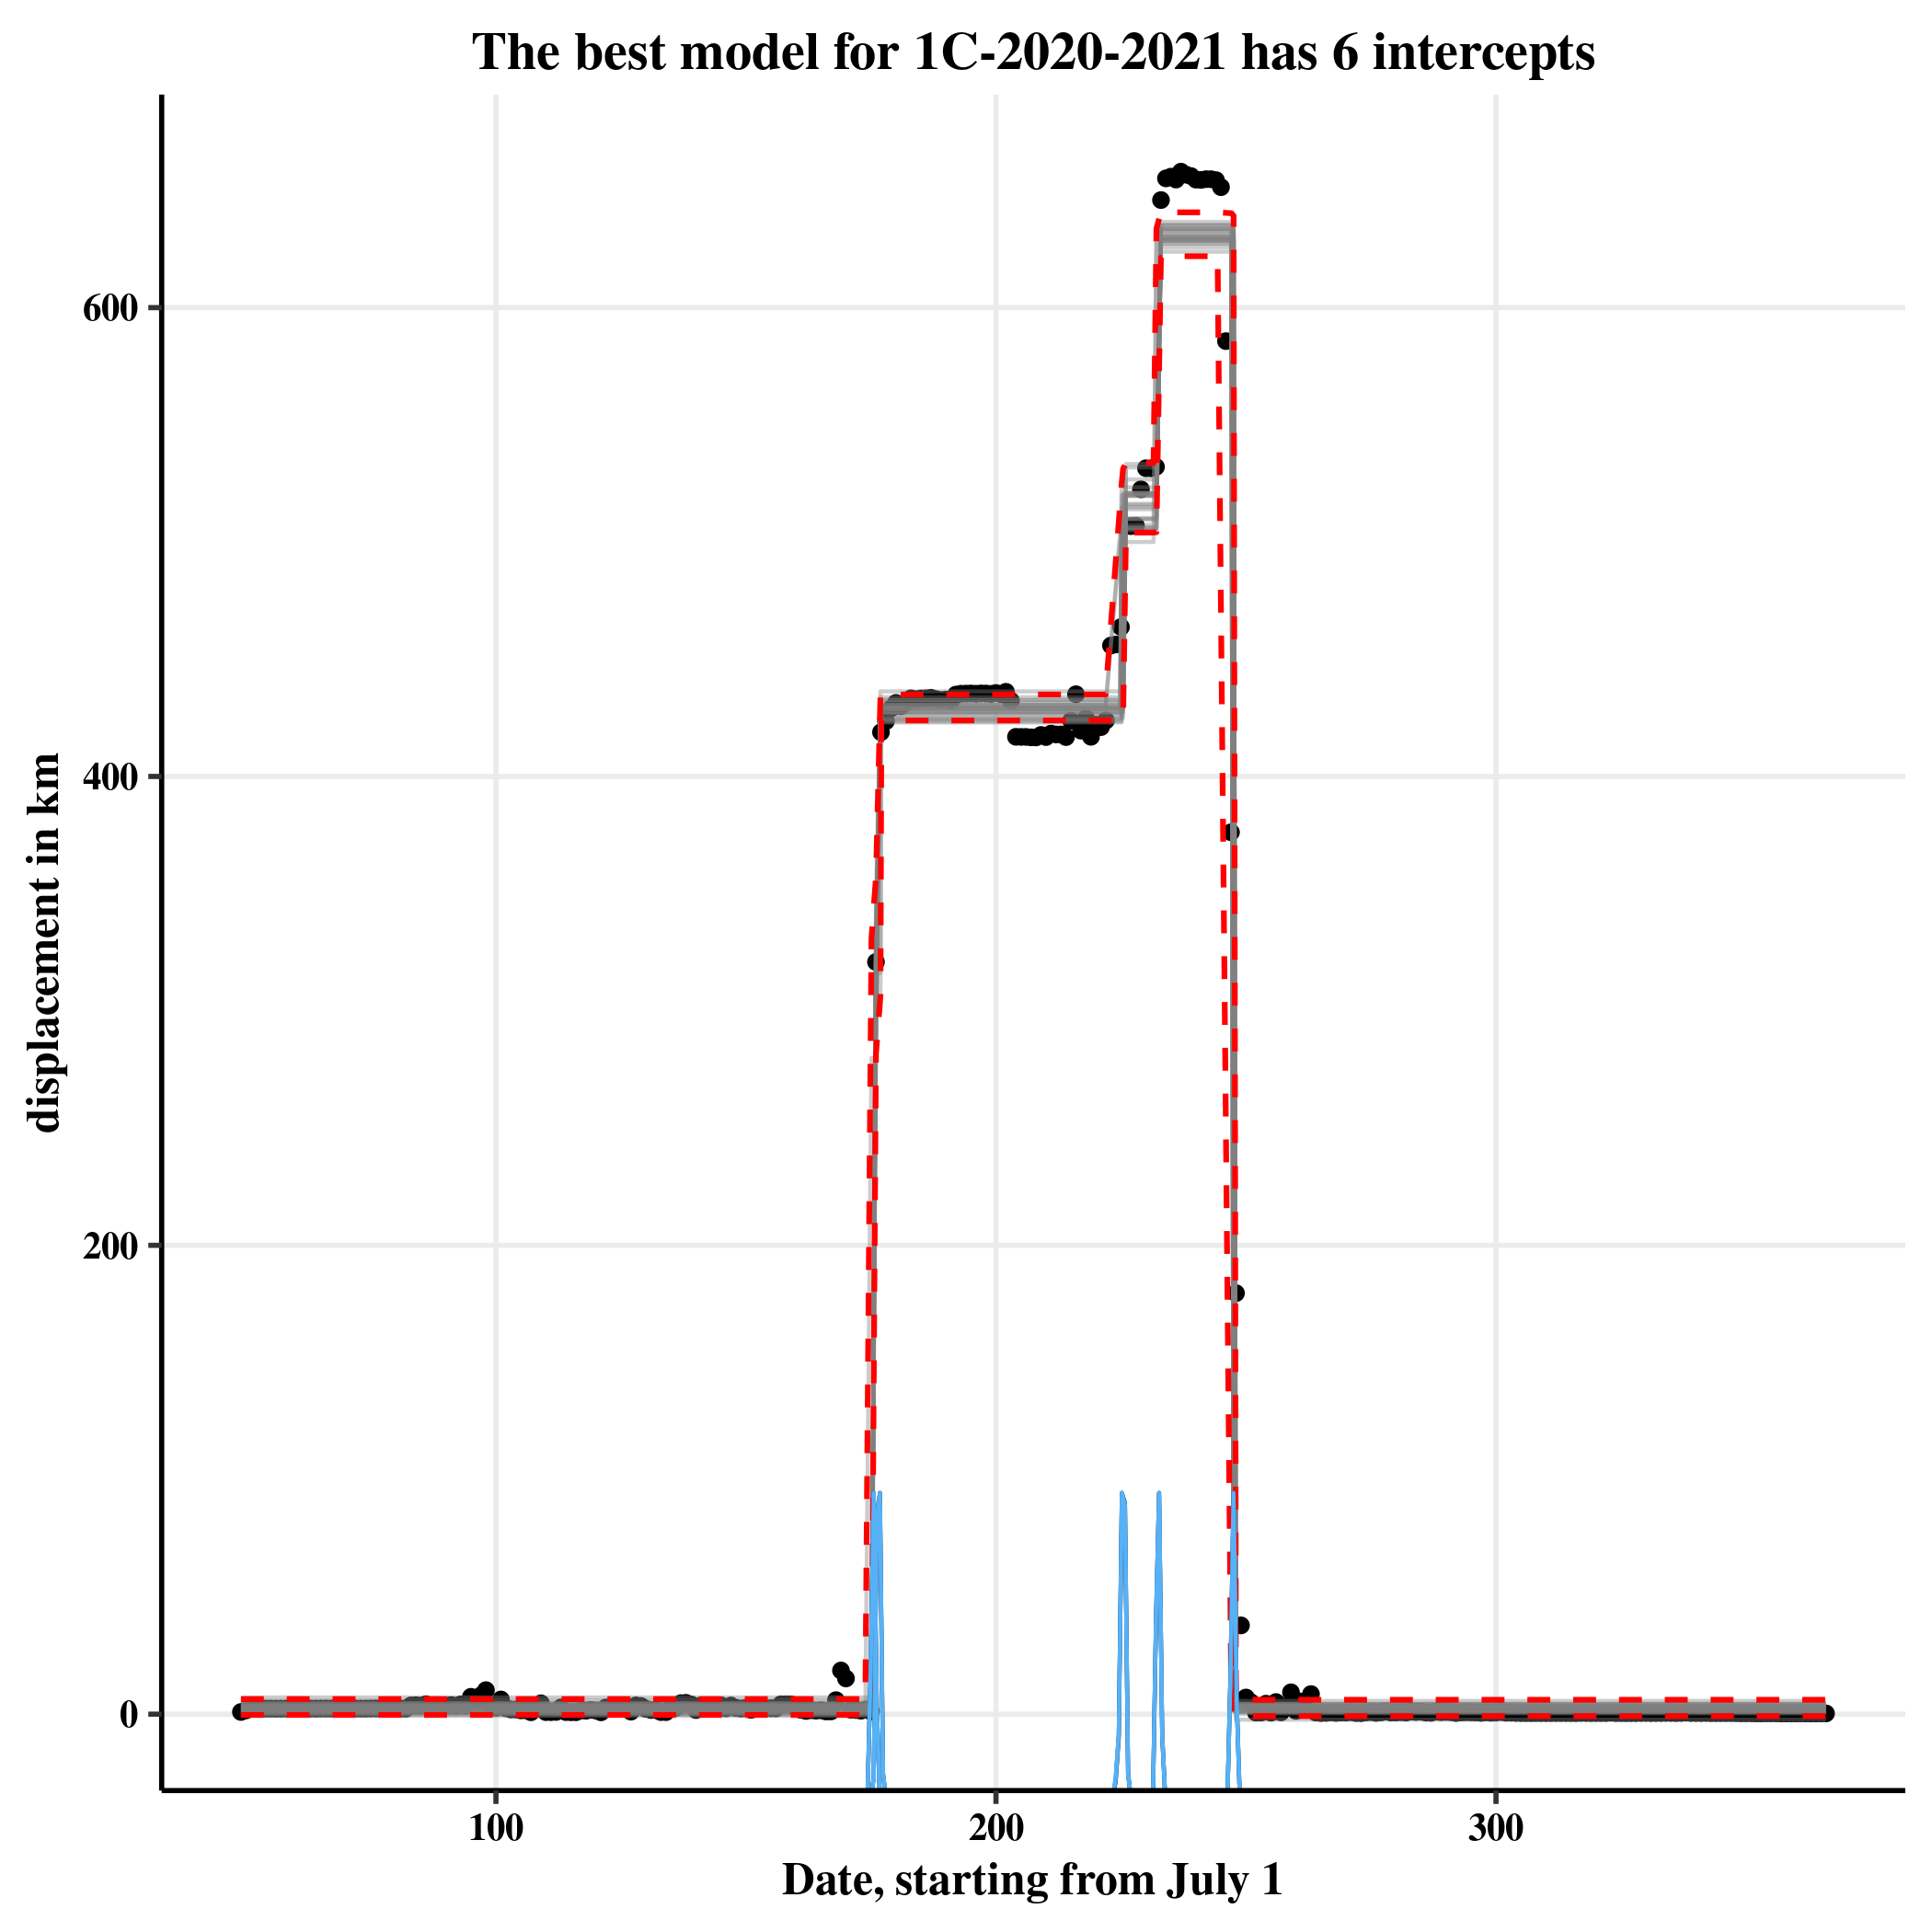 The best model for 1C-2020-2021 has 6 intercepts
displacement in km
600
400
200
0
100 200 300
Date, starting from July 1